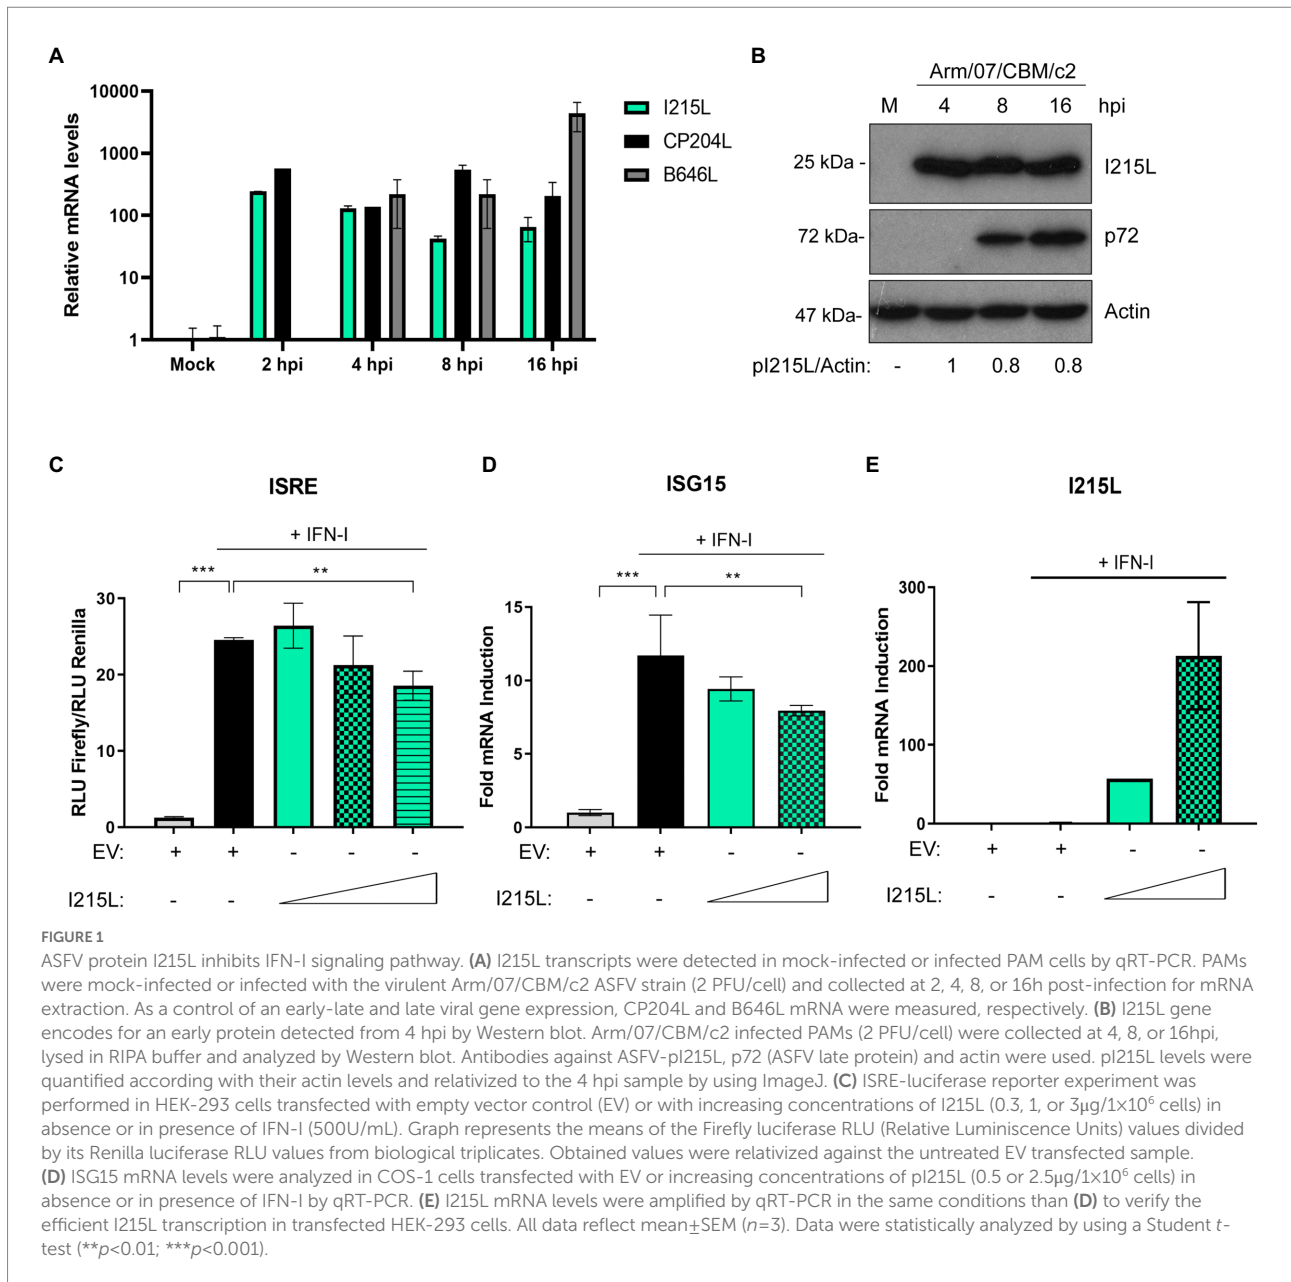 A
Relative mRNA levels
10000
1000
100
10
1
Mock 2 hpi 4 hpi 8 hpi 16 hpi
I215L
CP204L
B646L
B
Arm/07/CBM/c2
M 4 8 16 hpi
25 kDa - I215L
72 kDa- p72
47 kDa- Actin
pI215L/Actin: - 1 0.8 0.8
C
ISRE
+ IFN-I
*** **
RLU Firefly/RLU Renilla
30
20
10
0
EV: + + - - -
I215L: - -
D
ISG15
+ IFN-I
*** **
Fold mRNA Induction
15
10
5
0
EV: + + - -
I215L: - -
E
I215L
+ IFN-I
Fold mRNA Induction
300
200
100
0
EV: + + - -
I215L: - -
FIGURE 1
ASFV protein I215L inhibits IFN-I signaling pathway. (A) I215L transcripts were detected in mock-infected or infected PAM cells by qRT-PCR. PAMs
were mock-infected or infected with the virulent Arm/07/CBM/c2 ASFV strain (2 PFU/cell) and collected at 2, 4, 8, or 16h post-infection for mRNA
extraction. As a control of an early-late and late viral gene expression, CP204L and B646L mRNA were measured, respectively. (B) I215L gene
encodes for an early protein detected from 4 hpi by Western blot. Arm/07/CBM/c2 infected PAMs (2 PFU/cell) were collected at 4, 8, or 16hpi,
lysed in RIPA buffer and analyzed by Western blot. Antibodies against ASFV-pI215L, p72 (ASFV late protein) and actin were used. pI215L levels were
quantified according with their actin levels and relativized to the 4 hpi sample by using ImageJ. (C) ISRE-luciferase reporter experiment was
performed in HEK-293 cells transfected with empty vector control (EV) or with increasing concentrations of I215L (0.3, 1, or 3μg/1×10⁶ cells) in
absence or in presence of IFN-I (500U/mL). Graph represents the means of the Firefly luciferase RLU (Relative Luminiscence Units) values divided
by its Renilla luciferase RLU values from biological triplicates. Obtained values were relativized against the untreated EV transfected sample.
(D) ISG15 mRNA levels were analyzed in COS-1 cells transfected with EV or increasing concentrations of pI215L (0.5 or 2.5μg/1×10⁶ cells) in
absence or in presence of IFN-I by qRT-PCR. (E) I215L mRNA levels were amplified by qRT-PCR in the same conditions than (D) to verify the
efficient I215L transcription in transfected HEK-293 cells. All data reflect mean±SEM (n=3). Data were statistically analyzed by using a Student t-
test (**p<0.01; ***p<0.001).